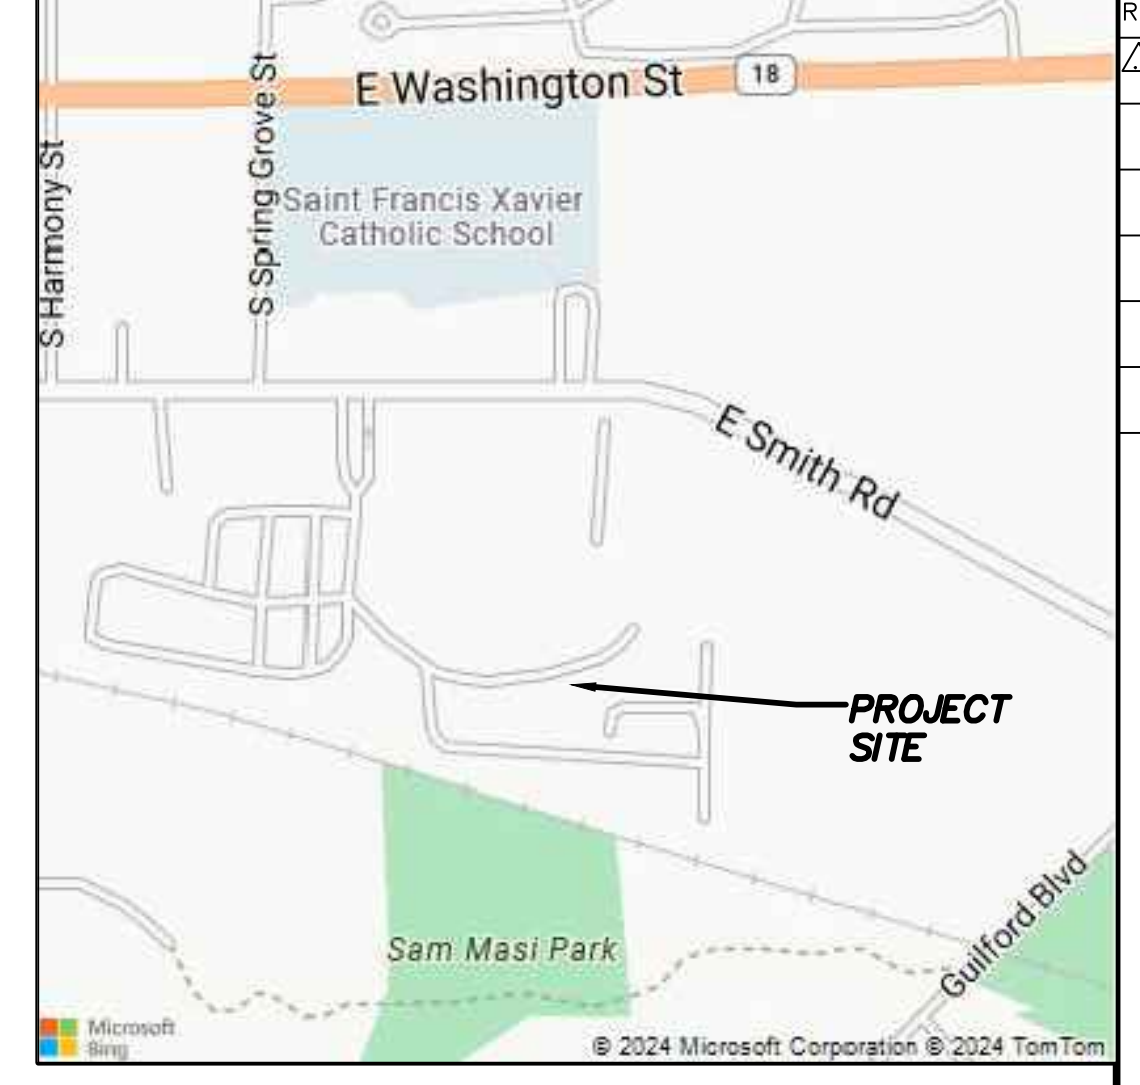 R
E Washington St
18
S Harmony St
S Spring Grove St
Saint Francis Xavier
Catholic School
E Smith Rd
PROJECT
SITE
Guilford Blvd
Sam Masi Park
Microsoft
Bing
© 2024 Microsoft Corporation © 2024 TomTom